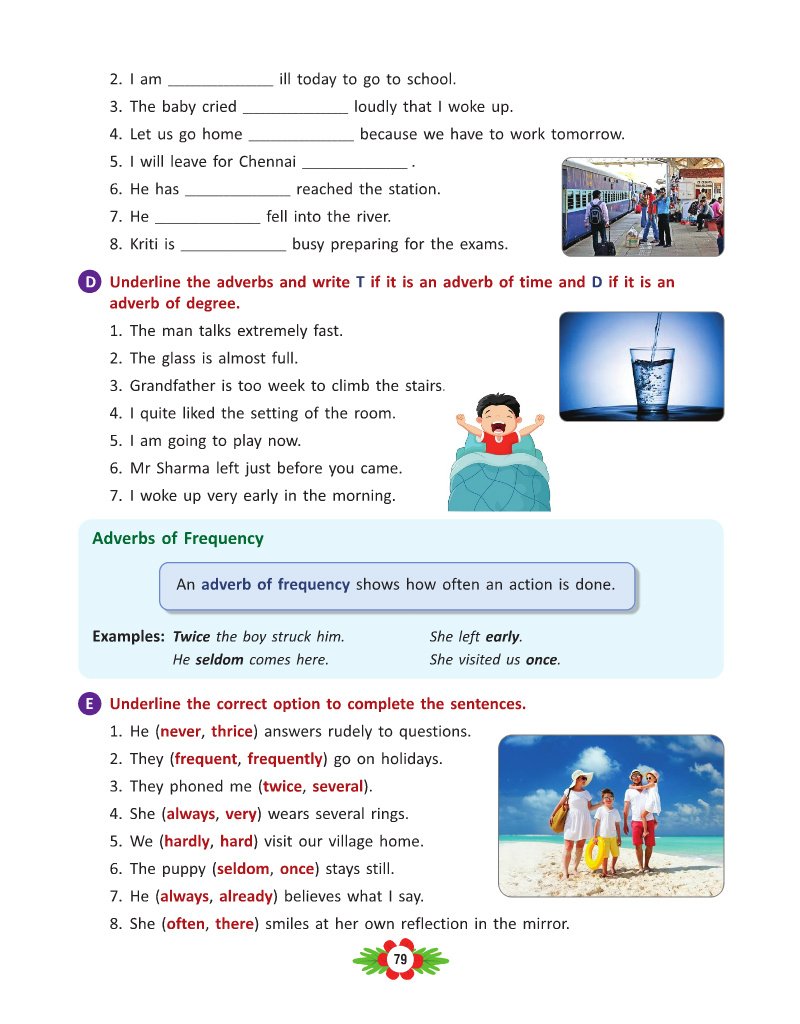 2. I am _____________ ill today to go to school.
3. The baby cried _____________ loudly that I woke up.
4. Let us go home _____________ because we have to work tomorrow.
5. I will leave for Chennai _____________ .
6. He has _____________ reached the station.
7. He _____________ fell into the river.
8. Kriti is _____________ busy preparing for the exams.
D Underline the adverbs and write T if it is an adverb of time and D if it is an
adverb of degree.
1. The man talks extremely fast.
2. The glass is almost full.
3. Grandfather is too week to climb the stairs.
4. I quite liked the setting of the room.
5. I am going to play now.
6. Mr Sharma left just before you came.
7. I woke up very early in the morning.
Adverbs of Frequency
An adverb of frequency shows how often an action is done.
Examples: Twice the boy struck him. She left early.
He seldom comes here. She visited us once.
E Underline the correct option to complete the sentences.
1. He (never, thrice) answers rudely to questions.
2. They (frequent, frequently) go on holidays.
3. They phoned me (twice, several).
4. She (always, very) wears several rings.
5. We (hardly, hard) visit our village home.
6. The puppy (seldom, once) stays still.
7. He (always, already) believes what I say.
8. She (often, there) smiles at her own reflection in the mirror.
79